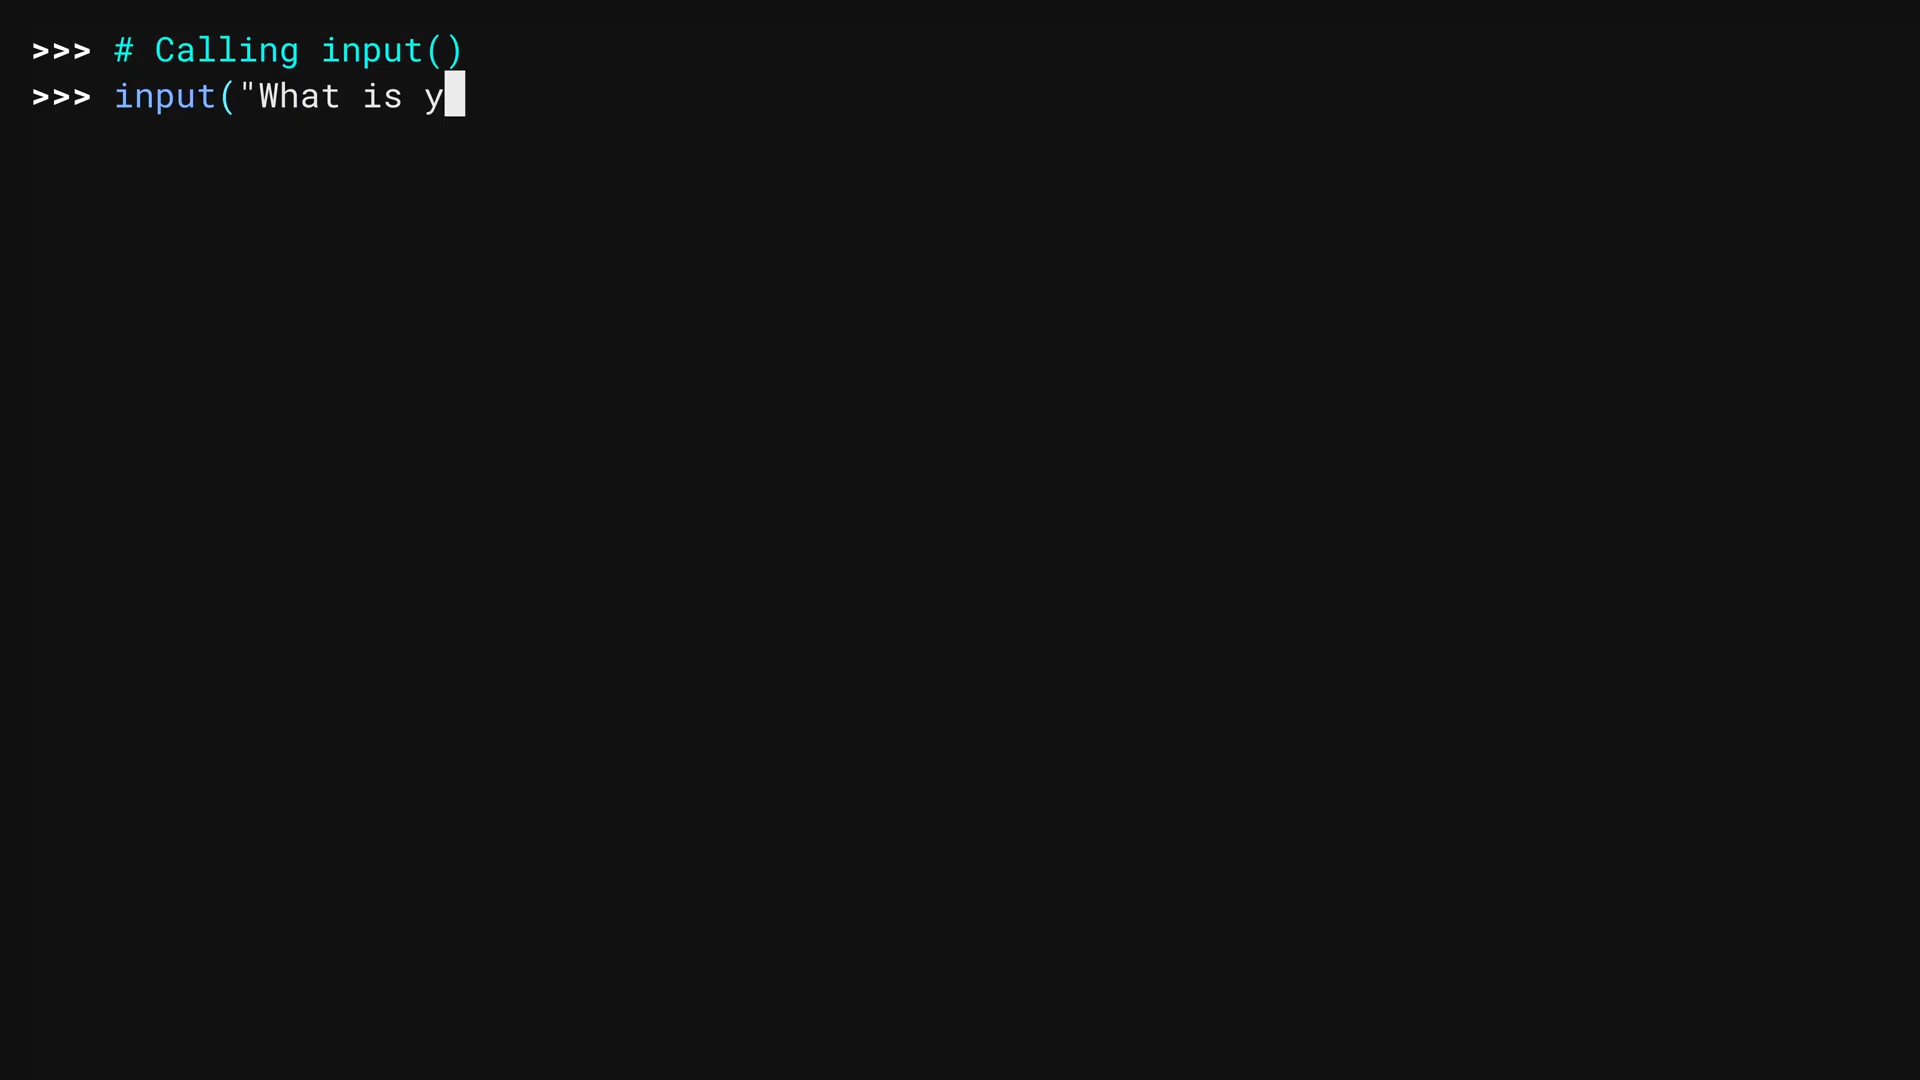 >>> # Calling input()
>>> input("What is y